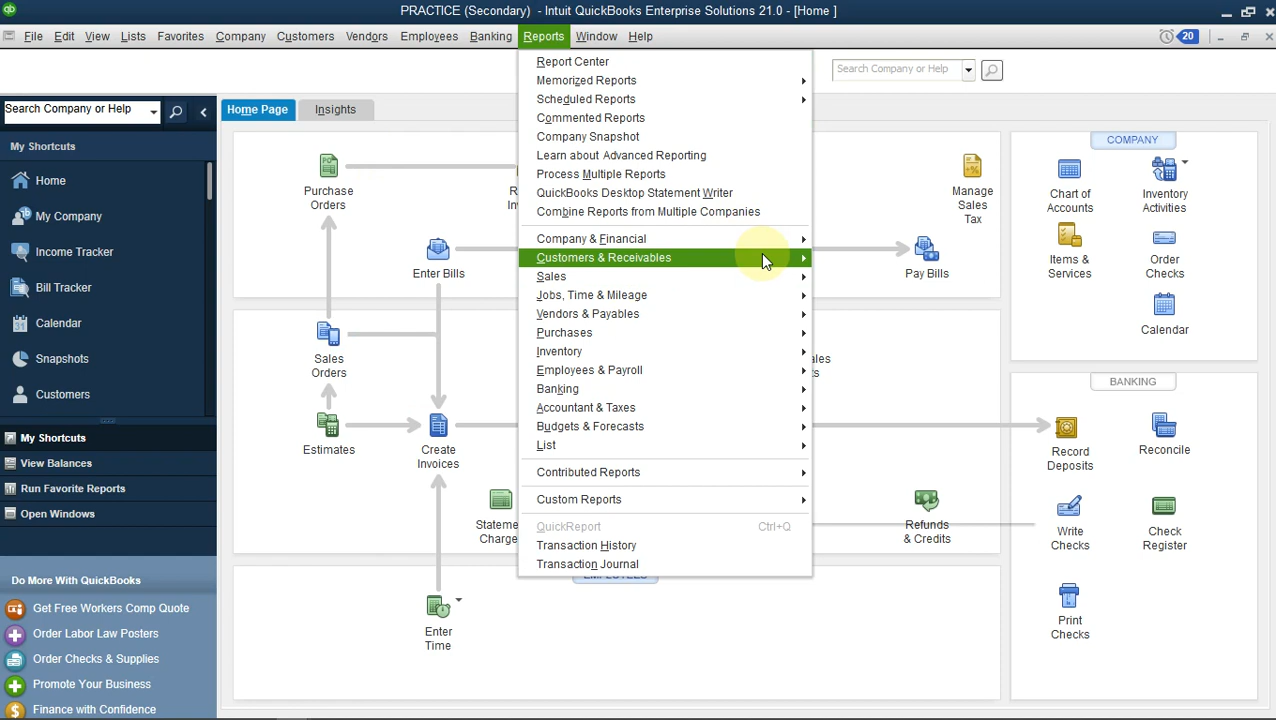 PRACTICE (Secondary) - Intuit QuickBooks Enterprise Solutions 21.0 - [Home ]
File Edit View Lists Favorites Company Customers Vendors Employees Banking Reports Window Help
20
Search Company or Help
Search Company or Help
My Shortcuts
Home
My Company
Income Tracker
Bill Tracker
Calendar
Snapshots
Customers
My Shortcuts
View Balances
Run Favorite Reports
Open Windows
Do More With QuickBooks
Get Free Workers Comp Quote
Order Labor Law Posters
Order Checks & Supplies
Promote Your Business
Finance with Confidence
Home Page
Insights
Purchase
Orders
Enter Bills
Sales
Orders
Estimates
Create
Invoices
Enter
Time
Report Center
Memorized Reports
Scheduled Reports
Commented Reports
Company Snapshot
Learn about Advanced Reporting
Process Multiple Reports
QuickBooks Desktop Statement Writer
Combine Reports from Multiple Companies
Company & Financial
Customers & Receivables
Sales
Jobs, Time & Mileage
Vendors & Payables
Purchases
Inventory
Employees & Payroll
Banking
Accountant & Taxes
Budgets & Forecasts
List
Contributed Reports
Custom Reports
QuickReport Ctrl+Q
Transaction History
Transaction Journal
Manage
Sales
Tax
Pay Bills
Refunds
& Credits
COMPANY
Chart of
Accounts
Inventory
Activities
Items &
Services
Order
Checks
Calendar
BANKING
Record
Deposits
Reconcile
Write
Checks
Check
Register
Print
Checks